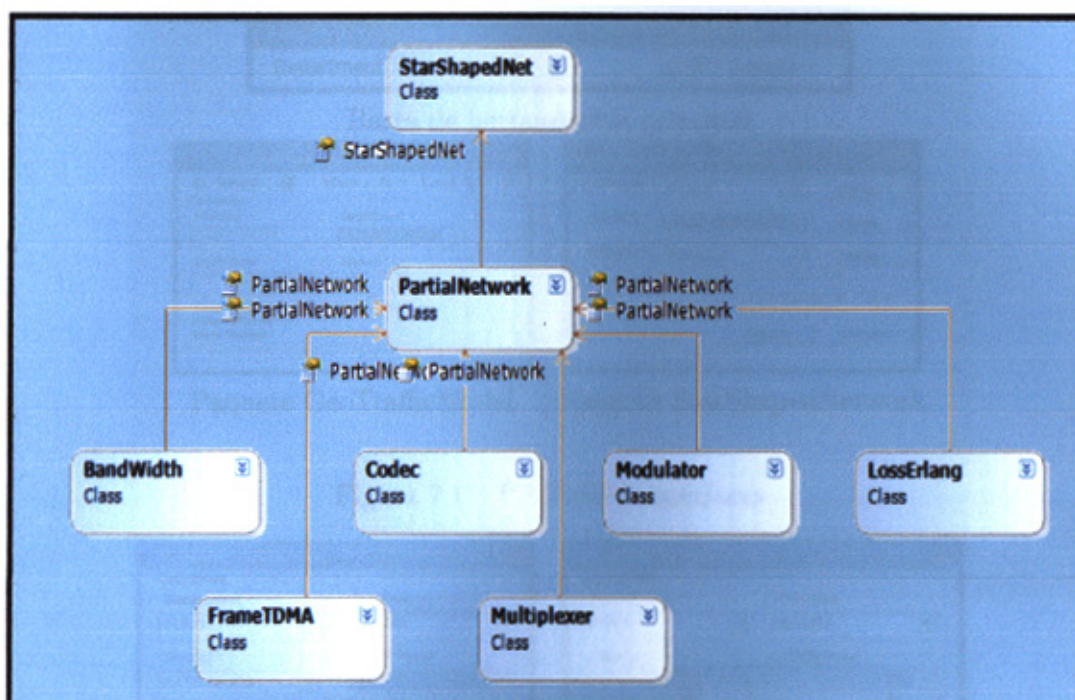 StarShapedNet
Class
StarShapedNet
PartialNetwork
PartialNetwork
PartialNetwork
Class
PartialNetwork
PartialNetwork
PartialNetwork
BandWidth
Class
Codec
Class
Modulator
Class
LossErlang
Class
FrameTDMA
Class
Multiplexer
Class